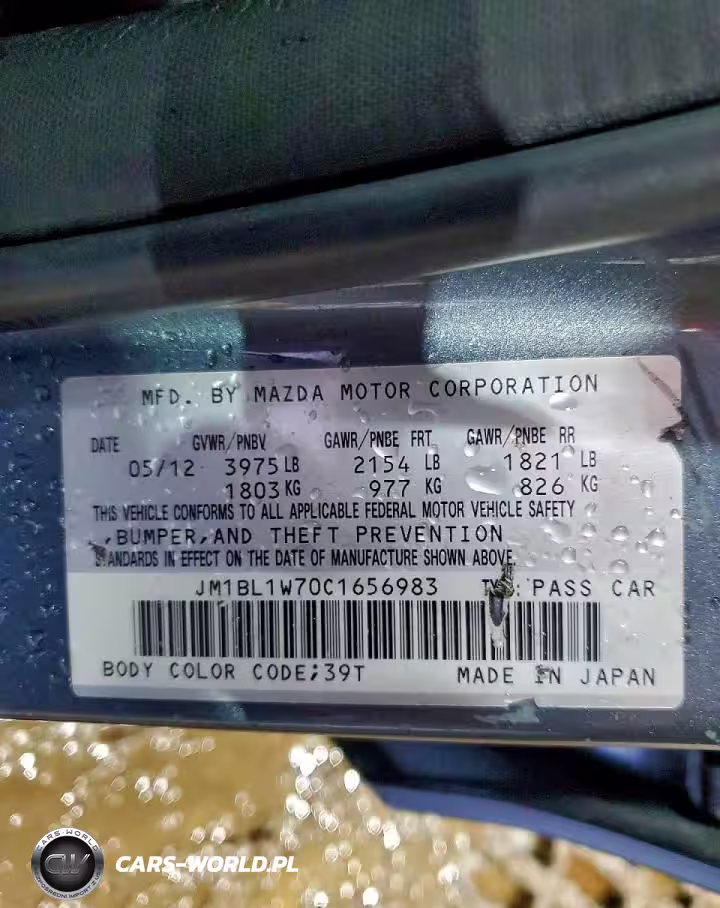 MFD. BY MAZDA MOTOR CORPORATION
DATE GVWR/PNBV GAWR/PNBE FRT GAWR/PNBE RR
05/12 3975 LB 2154 LB 1821 LB
1803 KG 977 KG 826 KG
THIS VEHICLE CONFORMS TO ALL APPLICABLE FEDERAL MOTOR VEHICLE SAFETY
,BUMPER,AND THEFT PREVENTION
STANDARDS IN EFFECT ON THE DATE OF MANUFACTURE SHOWN ABOVE.
JM1BL1W70C1656983 : PASS CAR
BODY COLOR CODE;39T MADE IN JAPAN
CARS-WORLD
CW
CARS-WORLD.PL